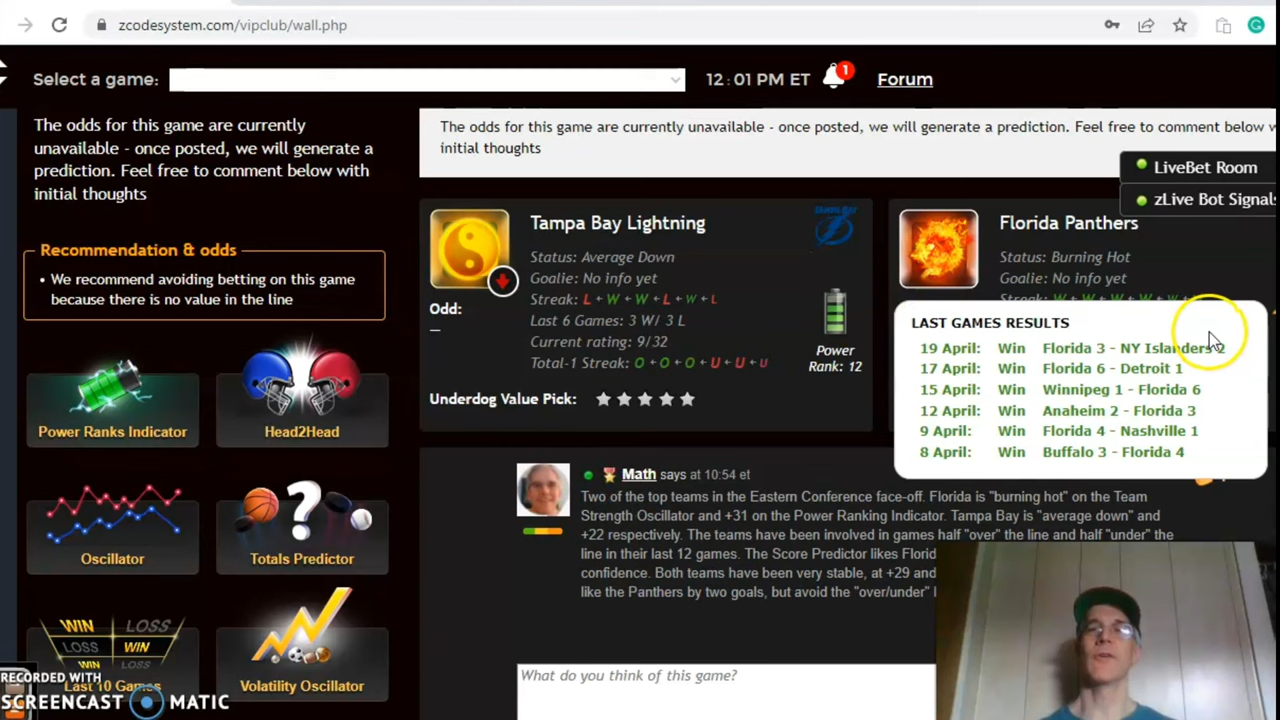 zcodesystem.com/vipclub/wall.php
Select a game:
12:01 PM ET
1
Forum
The odds for this game are currently
unavailable - once posted, we will generate a
prediction. Feel free to comment below with
initial thoughts
Recommendation & odds
• We recommend avoiding betting on this game
because there is no value in the line
Power Ranks Indicator
Head2Head
Oscillator
Totals Predictor
WIN LOSS
LOSS WIN
WIN LOSS
Last 10 Games
Volatility Oscillator
RECORDED WITH
SCREENCAST MATIC
The odds for this game are currently unavailable - once posted, we will generate a prediction. Feel free to comment below w
initial thoughts
LiveBet Room
zLive Bot Signals
Tampa Bay Lightning
Status: Average Down
Goalie: No info yet
Streak: L W W L W L
Last 6 Games: 3 W/ 3 L
Current rating: 9/32
Total-1 Streak: O O O U U U
Odd:
—
Power
Rank: 12
Underdog Value Pick:
Florida Panthers
Status: Burning Hot
Goalie: No info yet
Streak: W W W W W
LAST GAMES RESULTS
19 April: Win Florida 3 - NY Islanders 2
17 April: Win Florida 6 - Detroit 1
15 April: Win Winnipeg 1 - Florida 6
12 April: Win Anaheim 2 - Florida 3
9 April: Win Florida 4 - Nashville 1
8 April: Win Buffalo 3 - Florida 4
Math says at 10:54 et
Two of the top teams in the Eastern Conference face-off. Florida is "burning hot" on the Team
Strength Oscillator and +31 on the Power Ranking Indicator. Tampa Bay is "average down" and
+22 respectively. The teams have been involved in games half "over" the line and half "under" the
line in their last 12 games. The Score Predictor likes Florid
confidence. Both teams have been very stable, at +29 and
like the Panthers by two goals, but avoid the "over/under"
What do you think of this game?